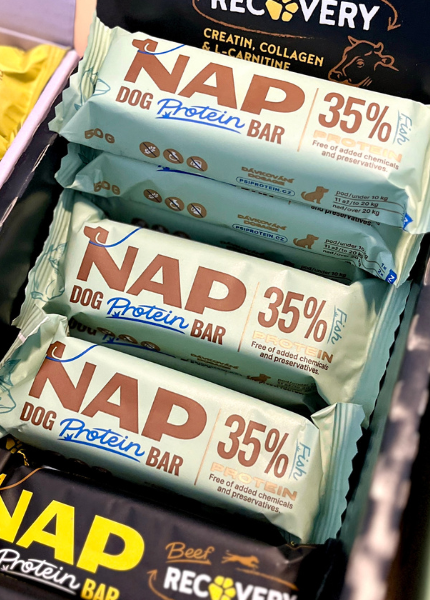 RECOVERY
CREATIN, COLLAGEN
& L-CARNITINE
NAP
DOG Protein BAR
35%
PROTEIN
Fish
Free of added chemicals
and preservatives.
50G
PSIPROTEIN.CZ
NAP
DOG Protein BAR
35%
PROTEIN
Fish
Free of added chemicals
and preservatives.
NAP
DOG Protein BAR
35%
PROTEIN
Fish
Free of added chemicals
and preservatives.
NAP
Protein BAR
Beef
RECOVERY